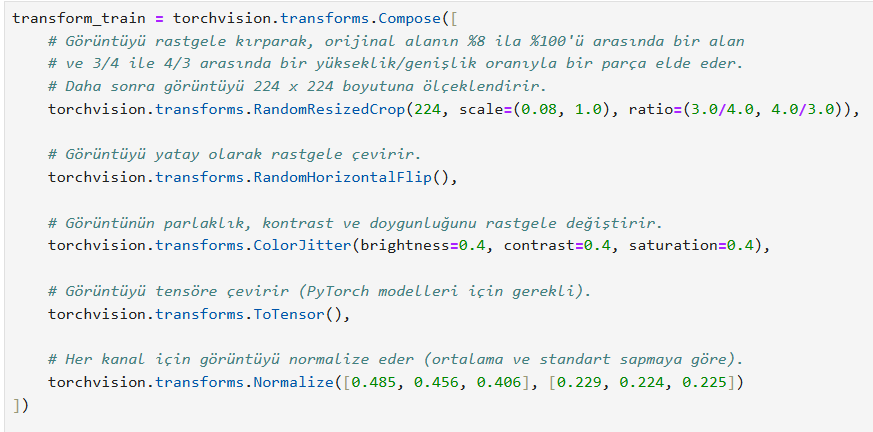 transform_train = torchvision.transforms.Compose([
    # Görüntüyü rastgele kırparak, orijinal alanın %8 ila %100'ü arasında bir alan
    # ve 3/4 ile 4/3 arasında bir yükseklik/genişlik oranıyla bir parça elde eder.
    # Daha sonra görüntüyü 224 x 224 boyutuna ölçeklendirir.
    torchvision.transforms.RandomResizedCrop(224, scale=(0.08, 1.0), ratio=(3.0/4.0, 4.0/3.0)),
    # Görüntüyü yatay olarak rastgele çevirir.
    torchvision.transforms.RandomHorizontalFlip(),
    # Görüntünün parlaklık, kontrast ve doygunluğunu rastgele değiştirir.
    torchvision.transforms.ColorJitter(brightness=0.4, contrast=0.4, saturation=0.4),
    # Görüntüyü tensöre çevirir (PyTorch modelleri için gerekli).
    torchvision.transforms.ToTensor(),
    # Her kanal için görüntüyü normalize eder (ortalama ve standart sapmaya göre).
    torchvision.transforms.Normalize([0.485, 0.456, 0.406], [0.229, 0.224, 0.225])
])